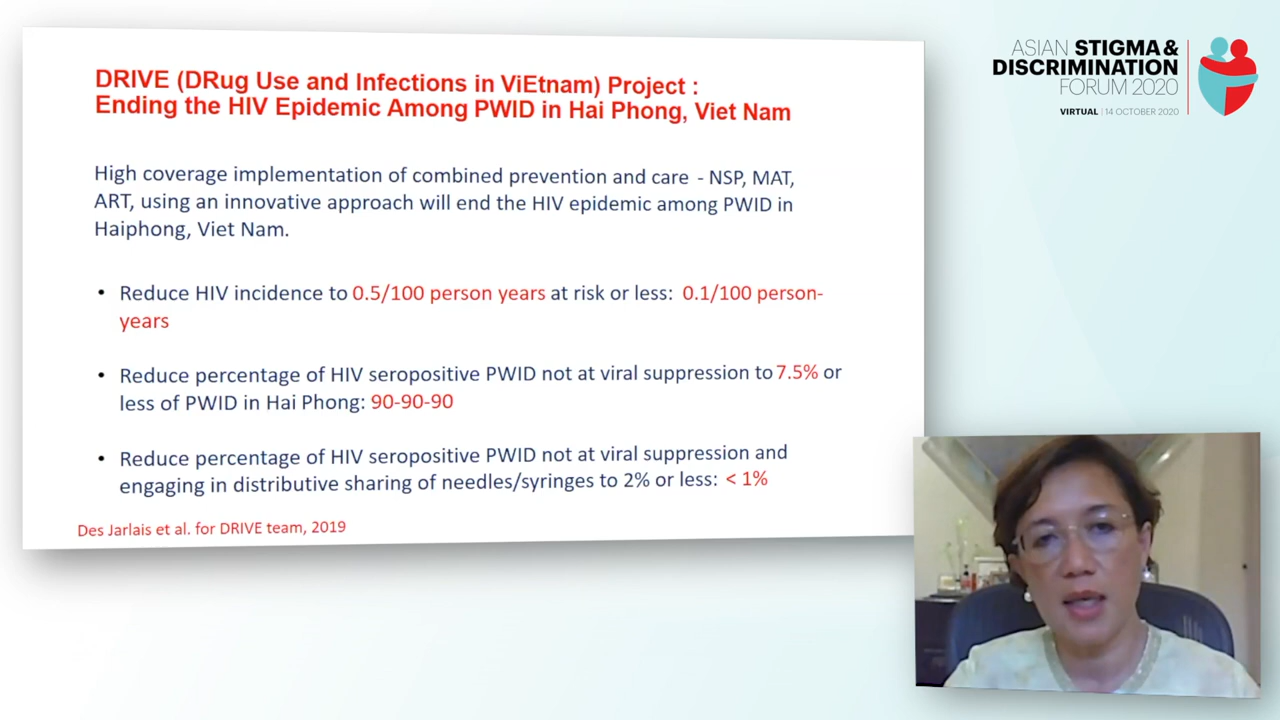 DRIVE (DRug Use and Infections in ViEtnam) Project :
Ending the HIV Epidemic Among PWID in Hai Phong, Viet Nam
High coverage implementation of combined prevention and care - NSP, MAT,
ART, using an innovative approach will end the HIV epidemic among PWID in
Haiphong, Viet Nam.
• Reduce HIV incidence to 0.5/100 person years at risk or less: 0.1/100 person-
years
• Reduce percentage of HIV seropositive PWID not at viral suppression to 7.5% or
less of PWID in Hai Phong: 90-90-90
• Reduce percentage of HIV seropositive PWID not at viral suppression and
engaging in distributive sharing of needles/syringes to 2% or less: < 1%
Des Jarlais et al. for DRIVE team, 2019
ASIAN STIGMA &
DISCRIMINATION
FORUM 2020
VIRTUAL | 14 OCTOBER 2020